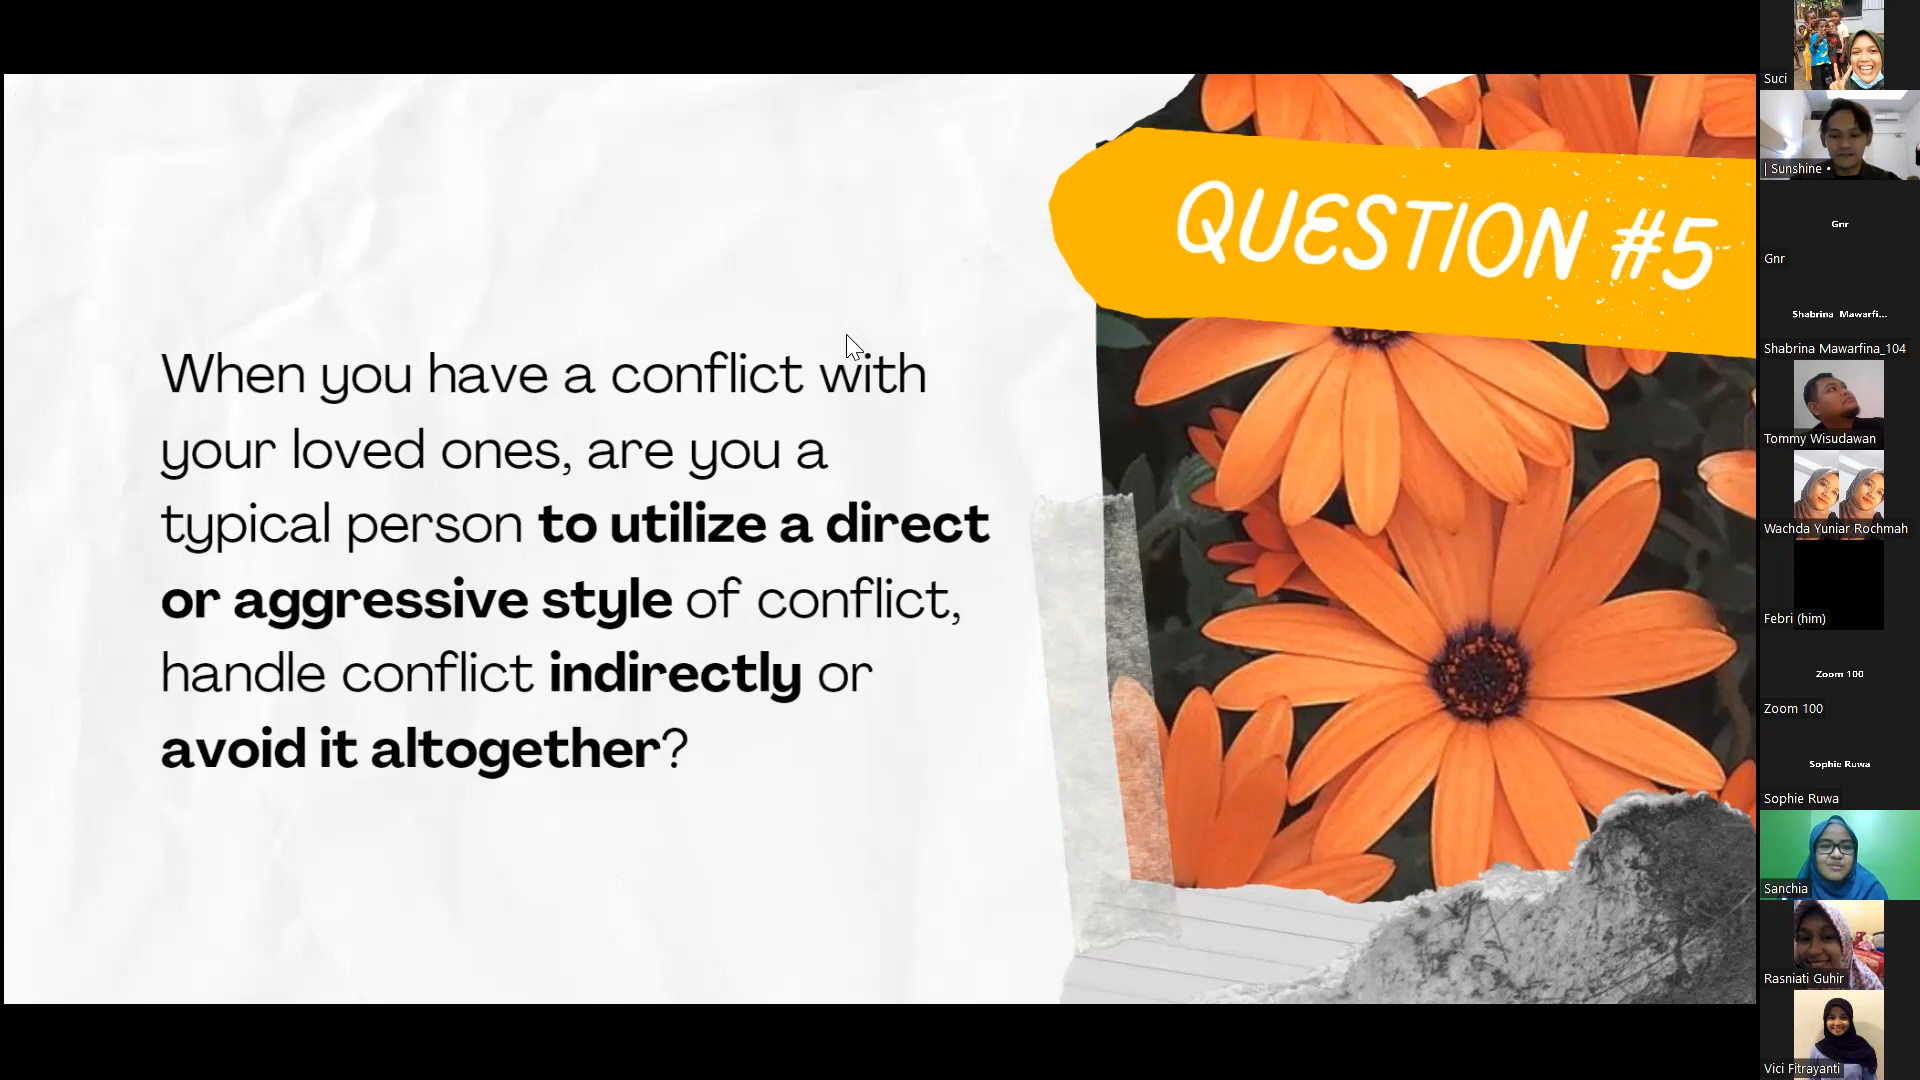 QUESTION #5
When you have a conflict with
your loved ones, are you a
typical person to utilize a direct
or aggressive style of conflict,
handle conflict indirectly or
avoid it altogether?
Suci
| Sunshine •
Gnr
Gnr
Shabrina Mawarfi...
Shabrina Mawarfina_104
Tommy Wisudawan
Wachda Yuniar Rochmah
Febri (him)
Zoom 100
Zoom 100
Sophie Ruwa
Sophie Ruwa
Sanchia
Rasniati Guhir
Vici Fitrayanti